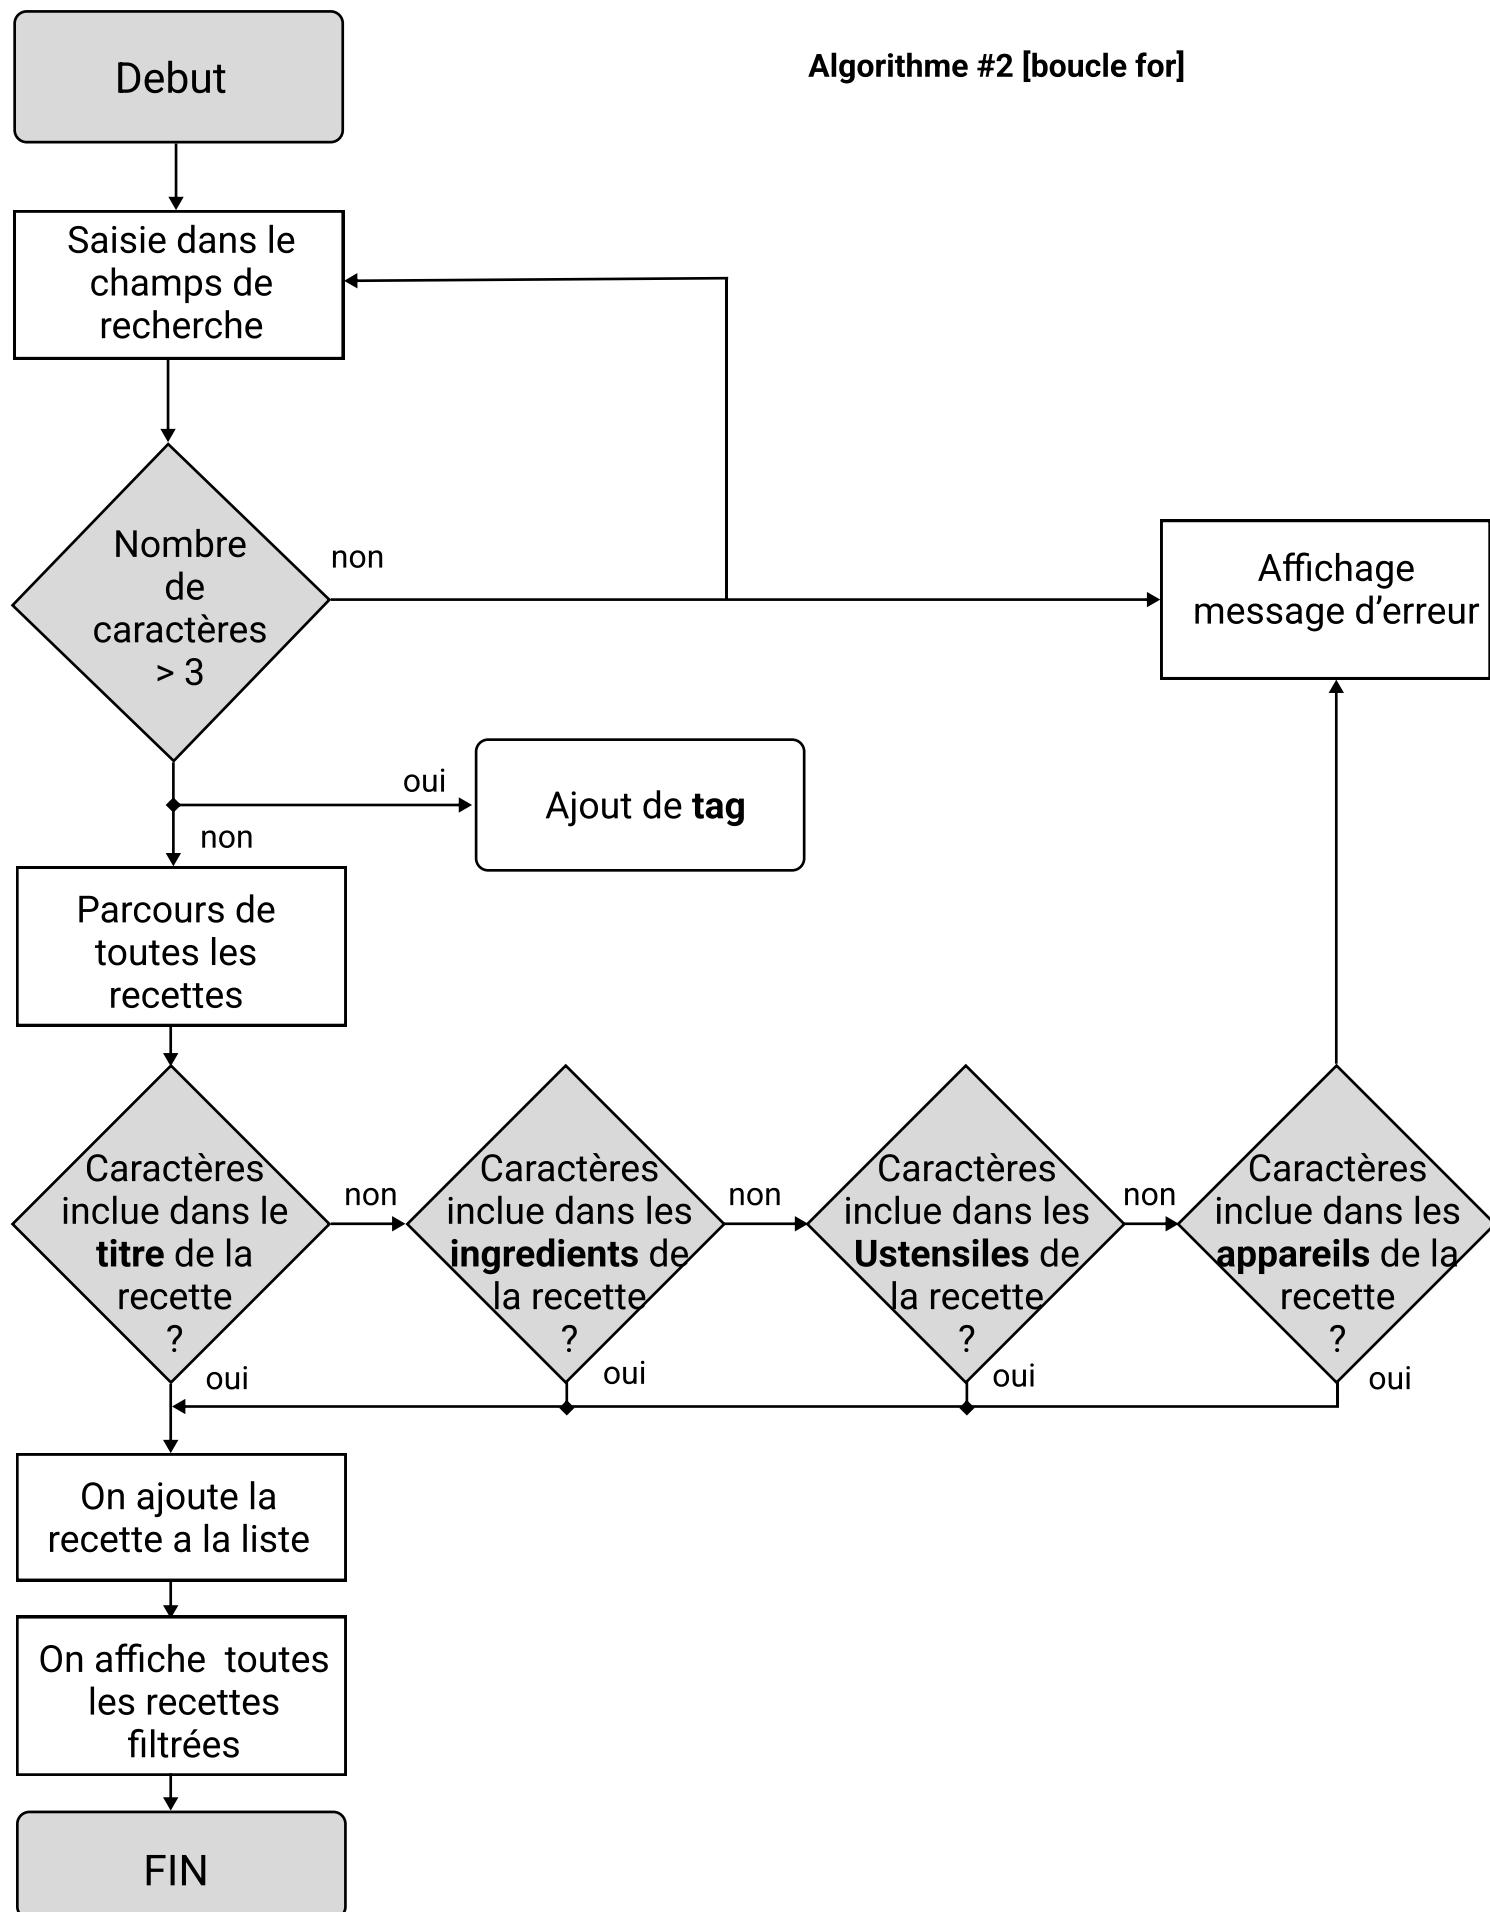 Debut
Algorithme #2 [boucle for]
Saisie dans le
champs de
recherche
Nombre
de
caractères
> 3
non
Affichage
message d’erreur
oui
Ajout de tag
non
Parcours de
toutes les
recettes
Caractères
inclue dans le
titre de la
recette
?
non
Caractères
inclue dans les
ingredients de
la recette
?
non
Caractères
inclue dans les
Ustensiles de
la recette
?
non
Caractères
inclue dans les
appareils de la
recette
?
oui
oui
oui
oui
On ajoute la
recette a la liste
On affiche  toutes
les recettes
filtrées
FIN